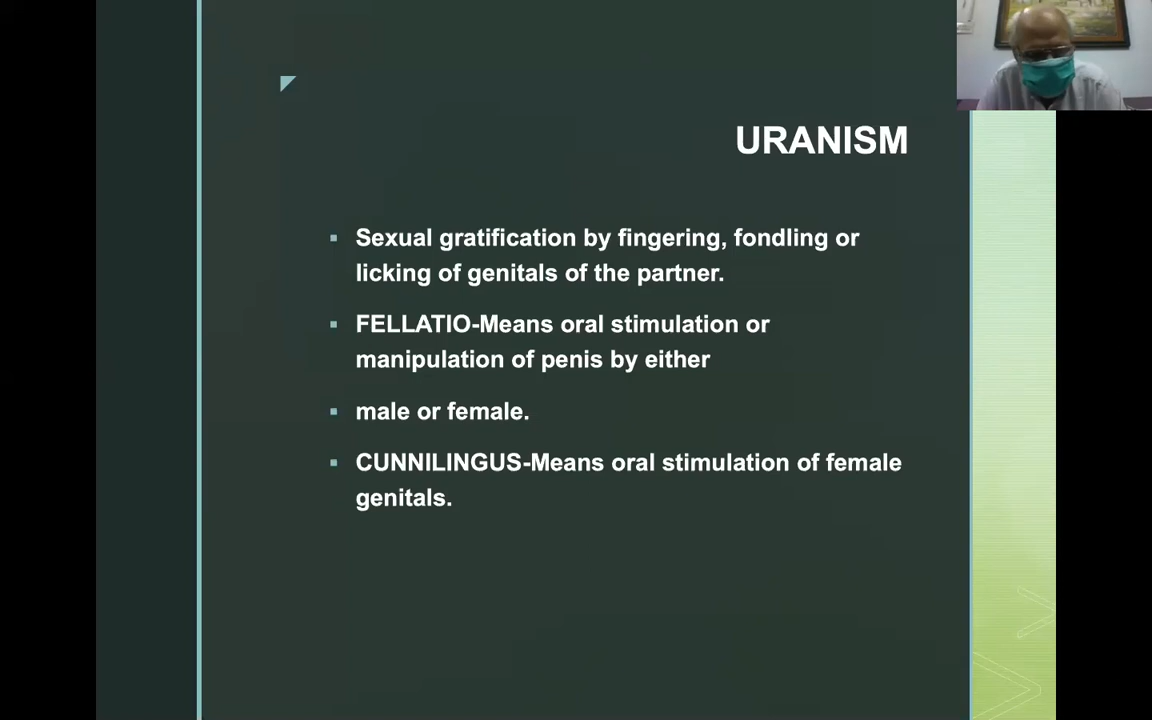 URANISM
Sexual gratification by fingering, fondling or
licking of genitals of the partner.
FELLATIO-Means oral stimulation or
manipulation of penis by either
male or female.
CUNNILINGUS-Means oral stimulation of female
genitals.